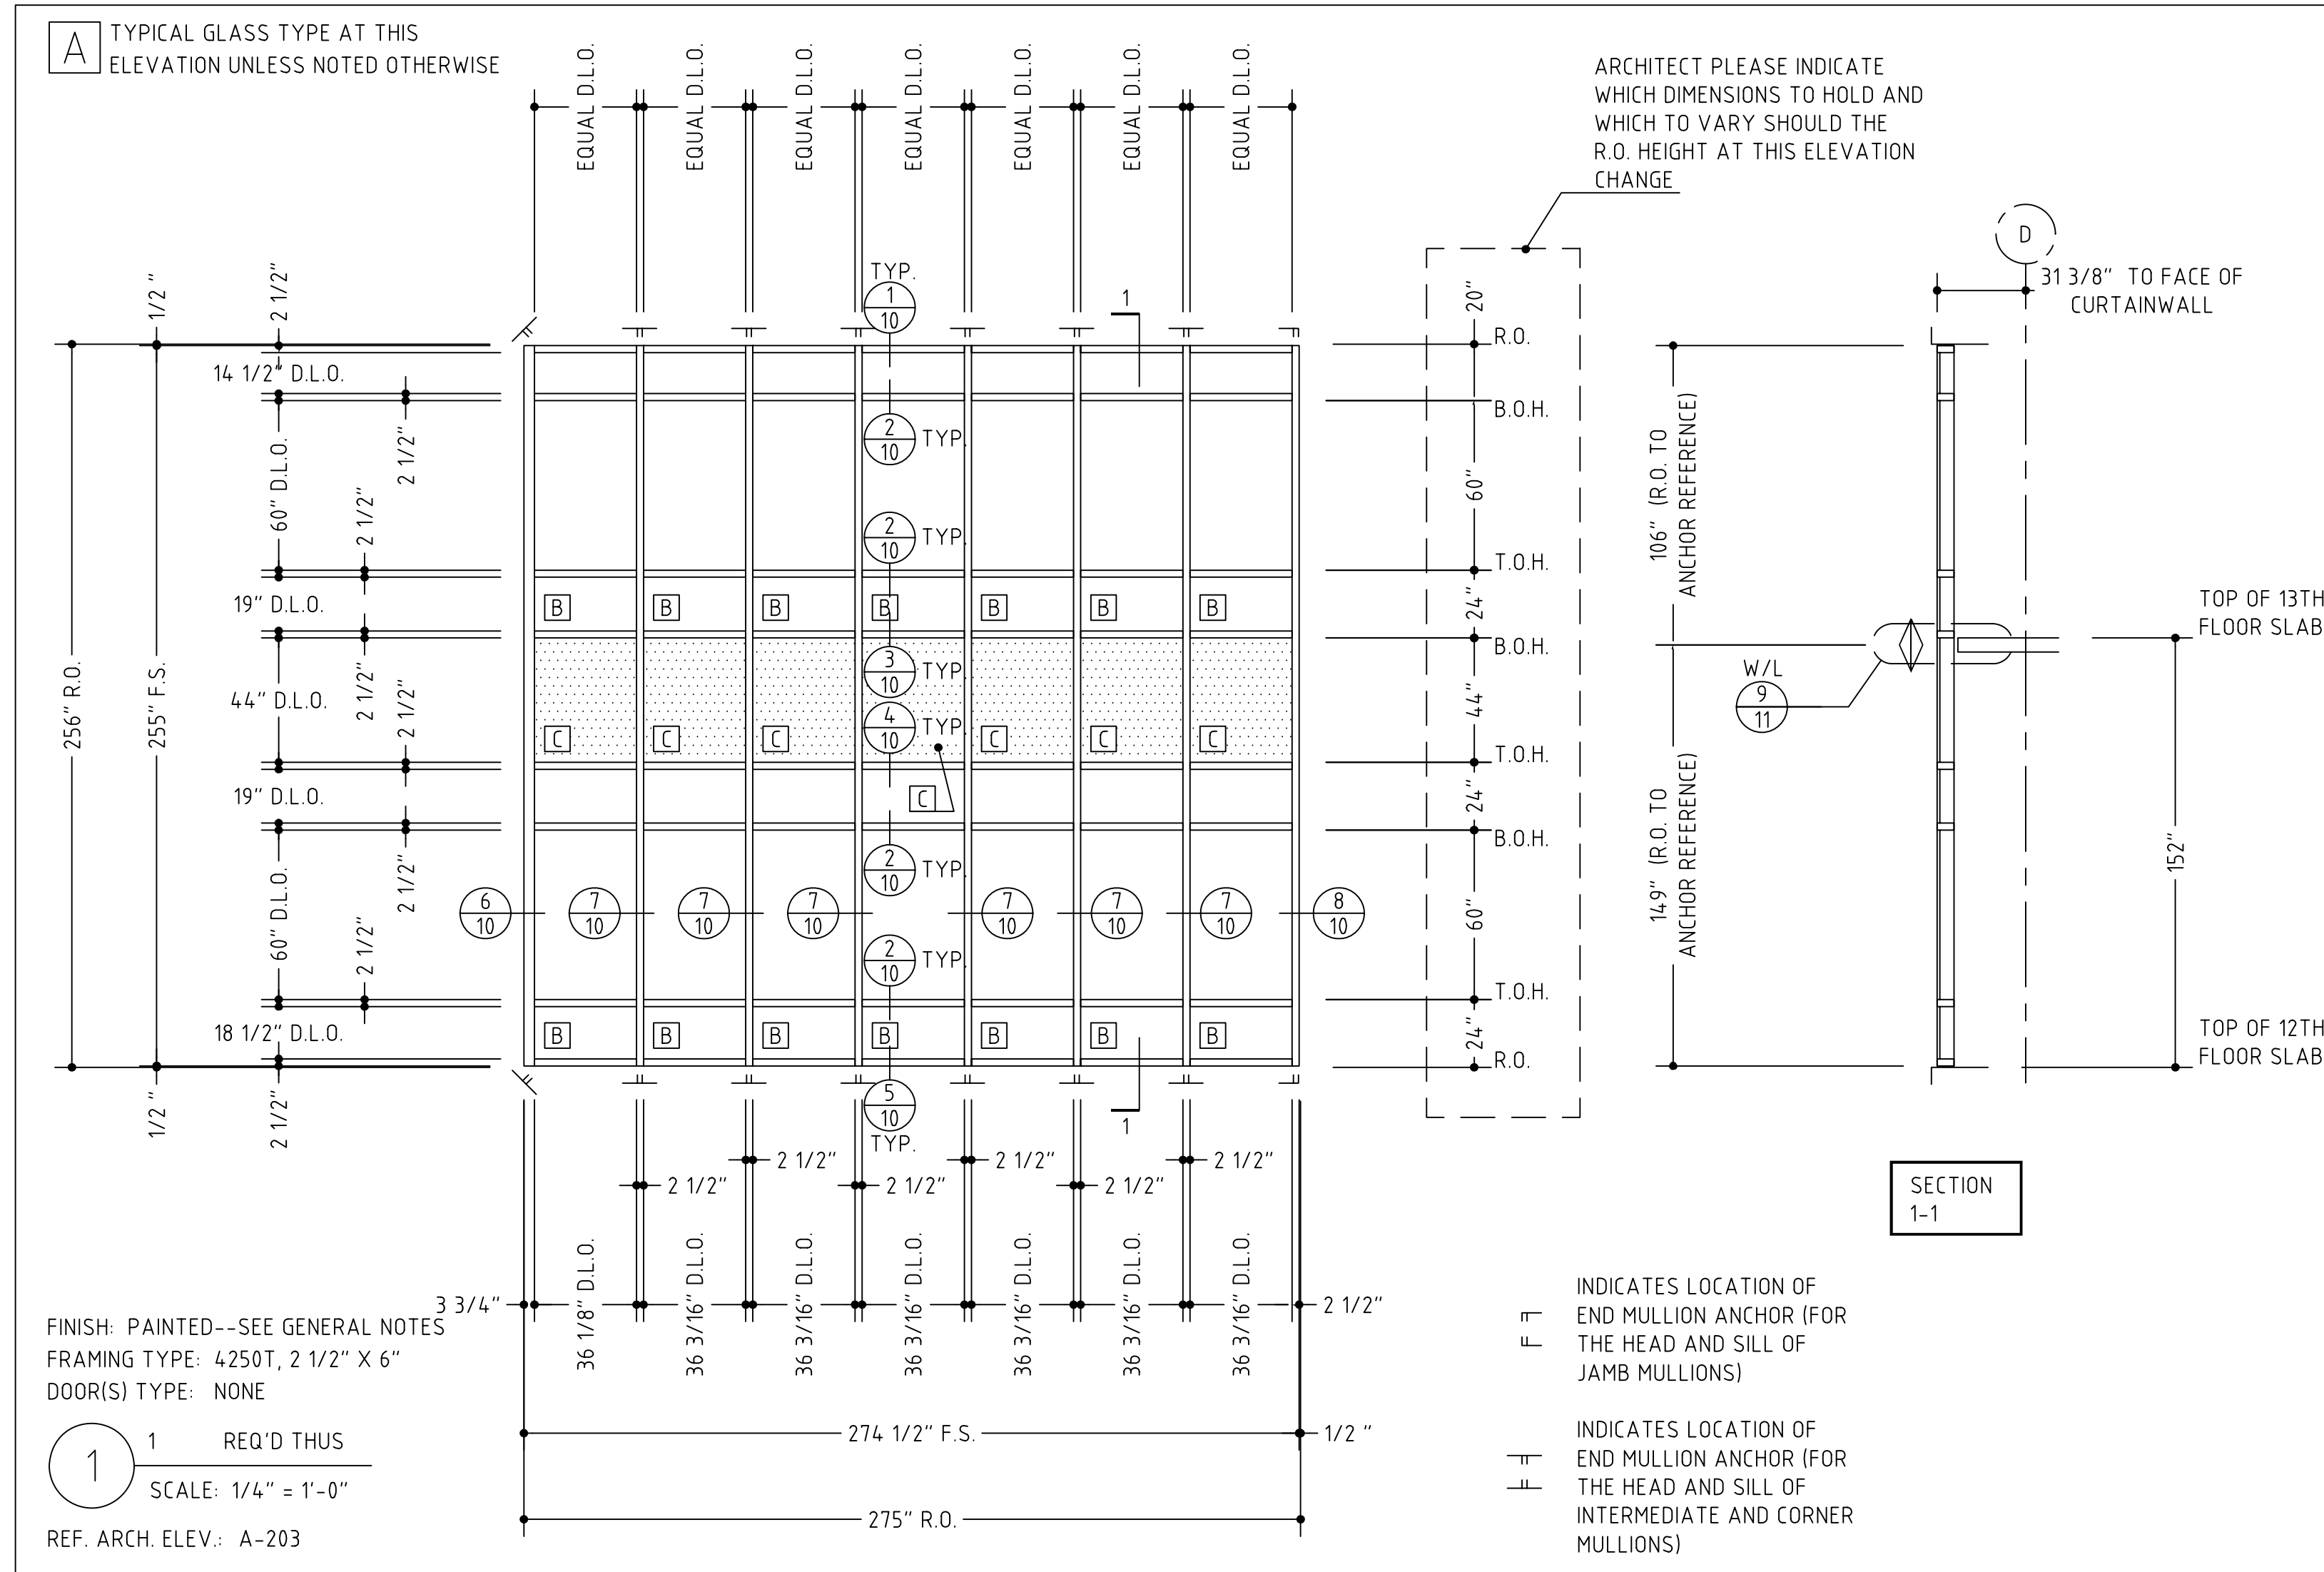 A
TYPICAL GLASS TYPE AT THIS
ELEVATION UNLESS NOTED OTHERWISE
EQUAL D.L.O.
EQUAL D.L.O.
EQUAL D.L.O.
EQUAL D.L.O.
EQUAL D.L.O.
EQUAL D.L.O.
EQUAL D.L.O.
ARCHITECT PLEASE INDICATE
WHICH DIMENSIONS TO HOLD AND
WHICH TO VARY SHOULD THE
R.O. HEIGHT AT THIS ELEVATION
CHANGE
D
31 3/8" TO FACE OF
CURTAINWALL
1/2 "
2 1/2"
14 1/2" D.L.O.
2 1/2"
60" D.L.O.
2 1/2"
19" D.L.O.
2 1/2"
256" R.O.
255" F.S.
44" D.L.O.
2 1/2"
19" D.L.O.
2 1/2"
60" D.L.O.
2 1/2"
18 1/2" D.L.O.
1/2 "
2 1/2"
TYP.
1
10
1
2
10
TYP.
2
10
TYP.
B
B
B
B
B
B
B
3
10
TYP.
4
10
TYP.
C
C
C
C
C
C
C
2
10
TYP.
6
10
7
10
7
10
7
10
7
10
7
10
7
10
8
10
2
10
TYP.
B
B
B
B
B
B
B
5
10
TYP.
1
20"
R.O.
B.O.H.
60"
T.O.H.
24"
B.O.H.
44"
T.O.H.
24"
B.O.H.
60"
T.O.H.
24"
R.O.
106" (R.O. TO
ANCHOR REFERENCE)
149" (R.O. TO
ANCHOR REFERENCE)
W/L
9
11
TOP OF 13TH
FLOOR SLAB
152"
TOP OF 12TH
FLOOR SLAB
SECTION
1-1
2 1/2"
2 1/2"
2 1/2"
2 1/2"
2 1/2"
2 1/2"
3 3/4"
36 1/8" D.L.O.
36 3/16" D.L.O.
36 3/16" D.L.O.
36 3/16" D.L.O.
36 3/16" D.L.O.
36 3/16" D.L.O.
36 3/16" D.L.O.
2 1/2"
274 1/2" F.S.
1/2 "
275" R.O.
FINISH: PAINTED--SEE GENERAL NOTES
FRAMING TYPE: 4250T, 2 1/2" X 6"
DOOR(S) TYPE: NONE
1
1 REQ'D THUS
SCALE: 1/4" = 1'-0"
REF. ARCH. ELEV.: A-203
INDICATES LOCATION OF
END MULLION ANCHOR (FOR
THE HEAD AND SILL OF
JAMB MULLIONS)
INDICATES LOCATION OF
END MULLION ANCHOR (FOR
THE HEAD AND SILL OF
INTERMEDIATE AND CORNER
MULLIONS)